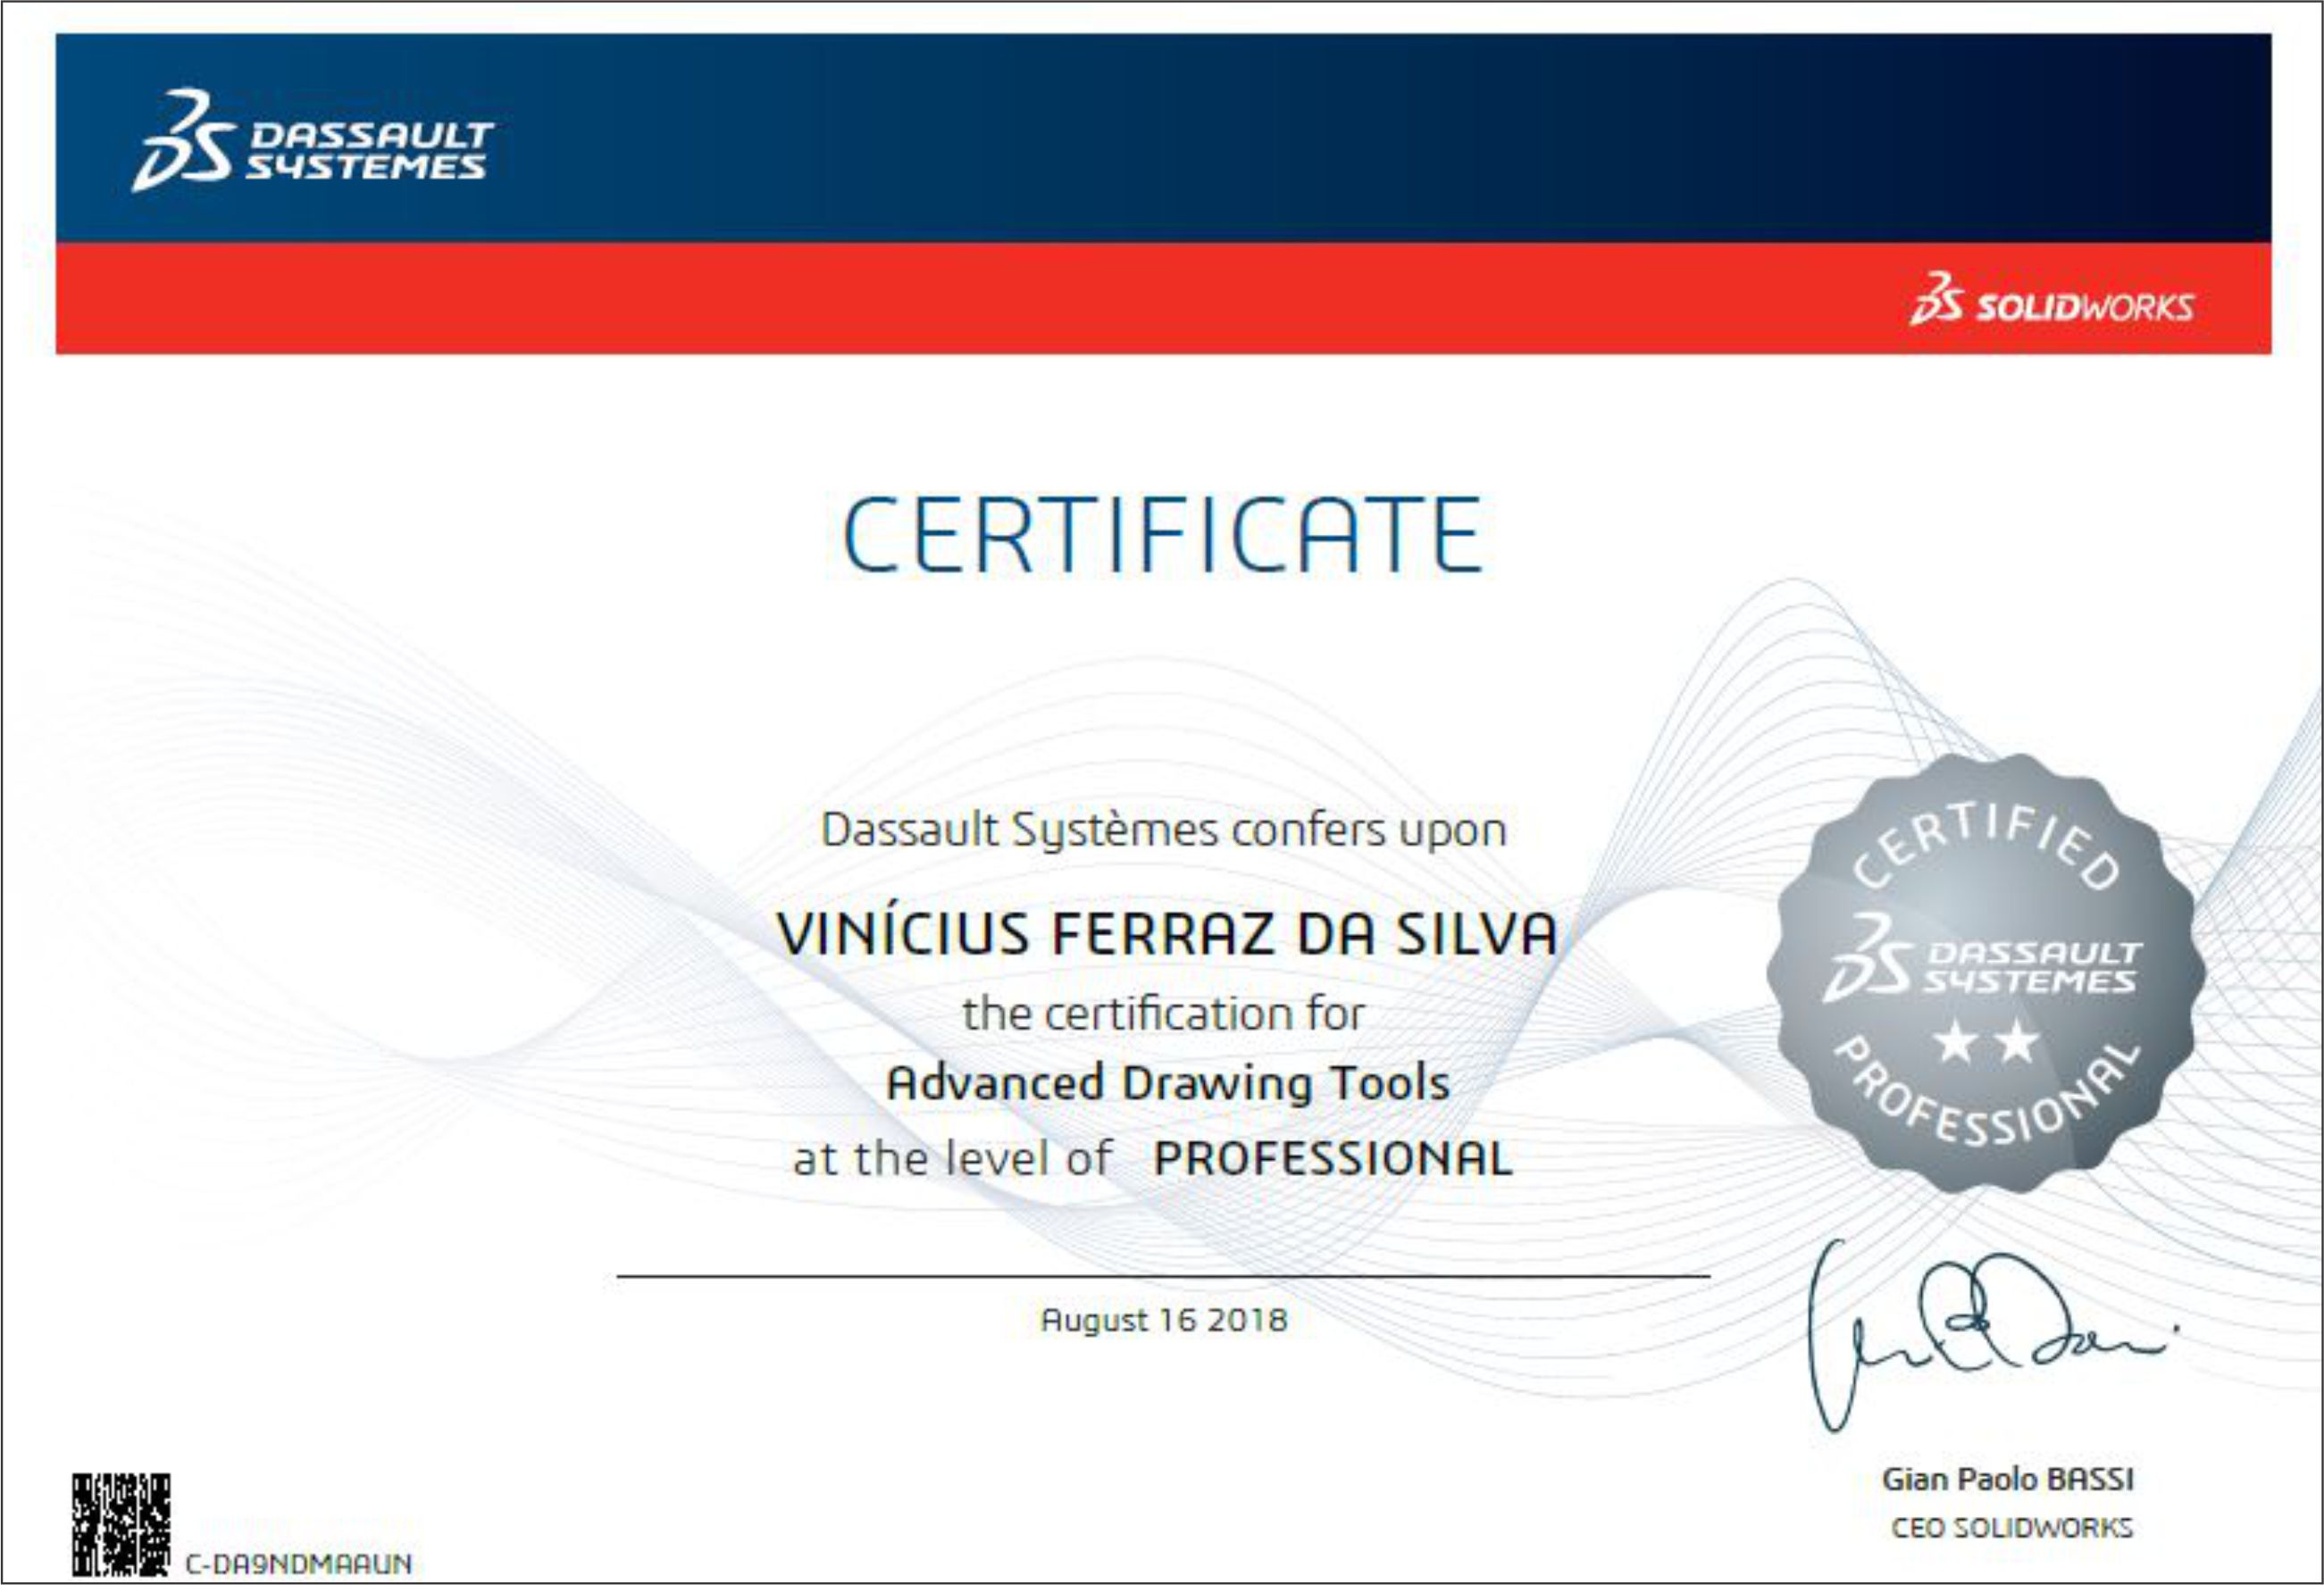 DASSAULT
SYSTEMES
SOLIDWORKS
CERTIFICATE
Dassault Systèmes confers upon
VINÍCIUS FERRAZ DA SILVA
the certification for
Advanced Drawing Tools
at the level of PROFESSIONAL
CERTIFIED
DASSAULT
SYSTEMES
PROFESSIONAL
August 16 2018
Gian Paolo BASSI
CEO SOLIDWORKS
C-DA9NDMAAUN